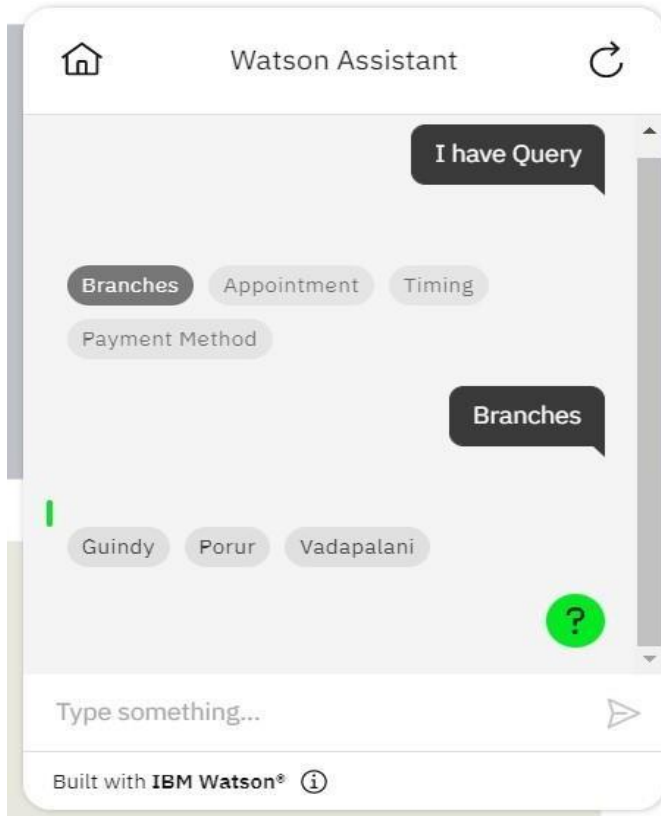 Watson Assistant
I have Query
Branches Appointment Timing
Payment Method
Branches
Guindy Porur Vadapalani
?
Type something...
Built with IBM Watson®